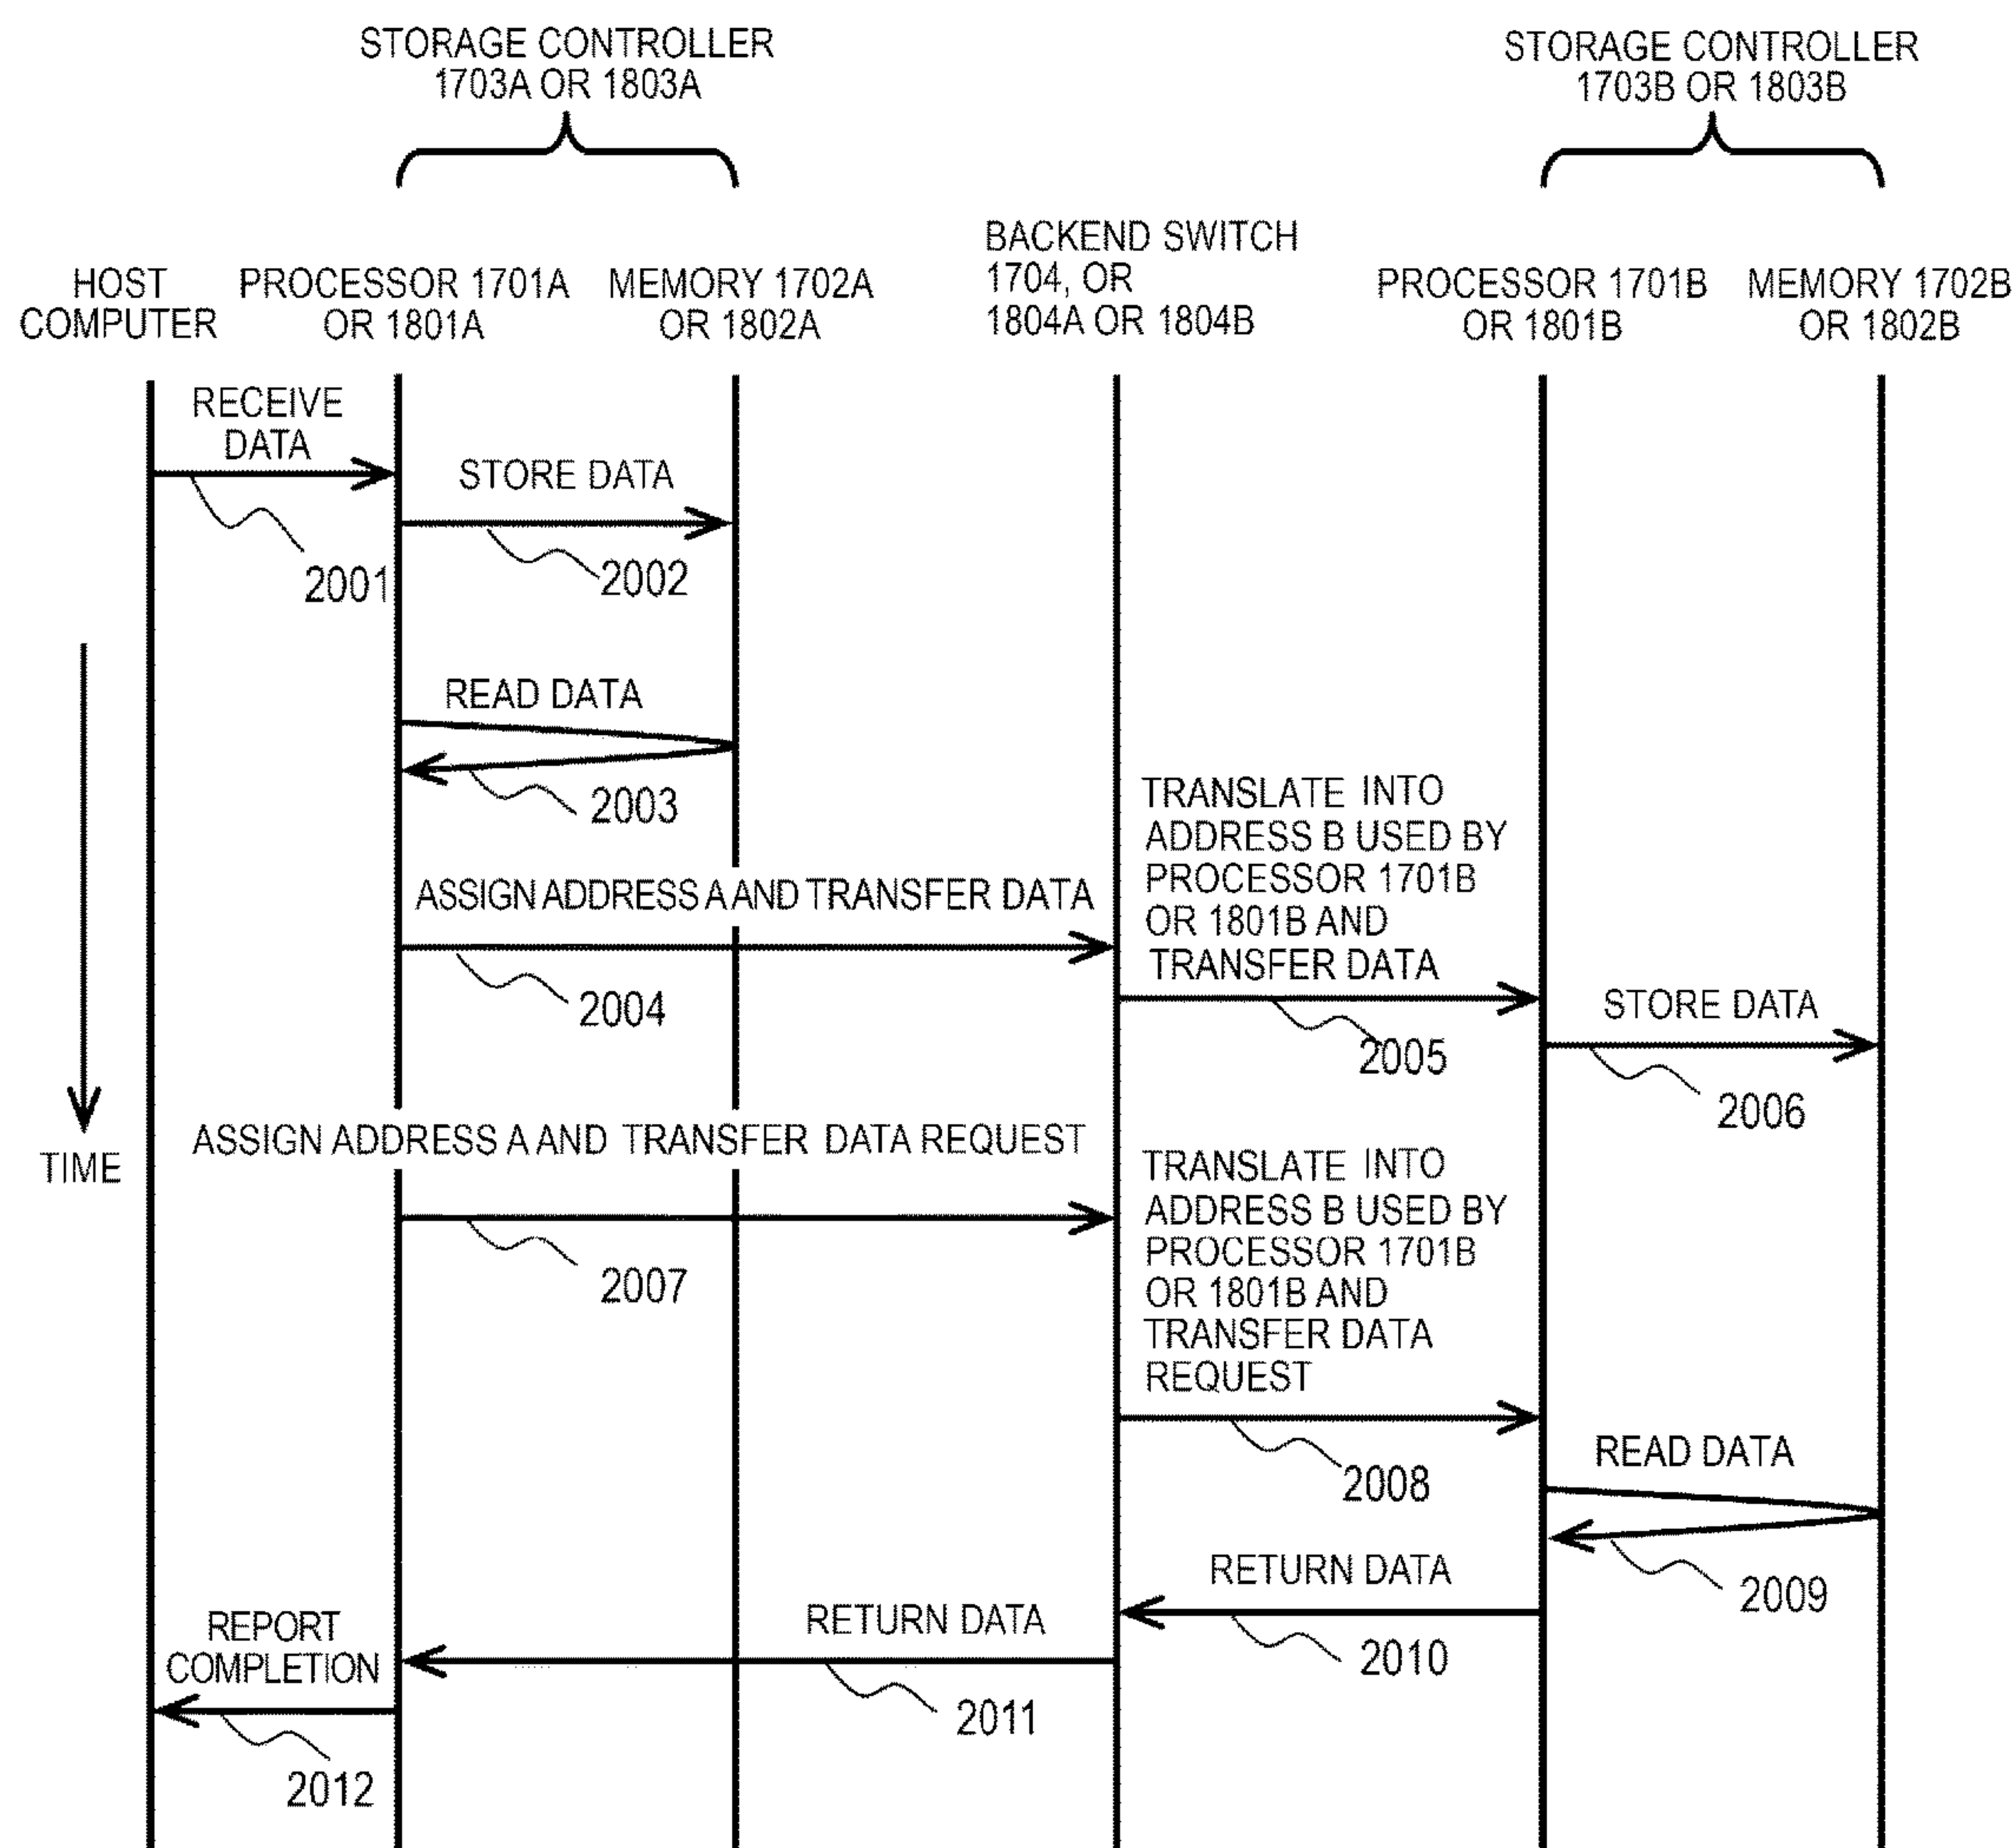 STORAGE CONTROLLER
1703A OR 1803A
STORAGE CONTROLLER
1703B OR 1803B
HOST
COMPUTER
PROCESSOR 1701A
OR 1801A
MEMORY 1702A
OR 1802A
BACKEND SWITCH
1704, OR
1804A OR 1804B
PROCESSOR 1701B
OR 1801B
MEMORY 1702B
OR 1802B
RECEIVE
DATA
2001
STORE DATA
2002
READ DATA
2003
ASSIGN ADDRESS A AND TRANSFER DATA
2004
TRANSLATE INTO
ADDRESS B USED BY
PROCESSOR 1701B
OR 1801B AND
TRANSFER DATA
2005
STORE DATA
2006
TIME
ASSIGN ADDRESS A AND TRANSFER DATA REQUEST
2007
TRANSLATE INTO
ADDRESS B USED BY
PROCESSOR 1701B
OR 1801B AND
TRANSFER DATA
REQUEST
2008
READ DATA
2009
RETURN DATA
2010
RETURN DATA
2011
REPORT
COMPLETION
2012